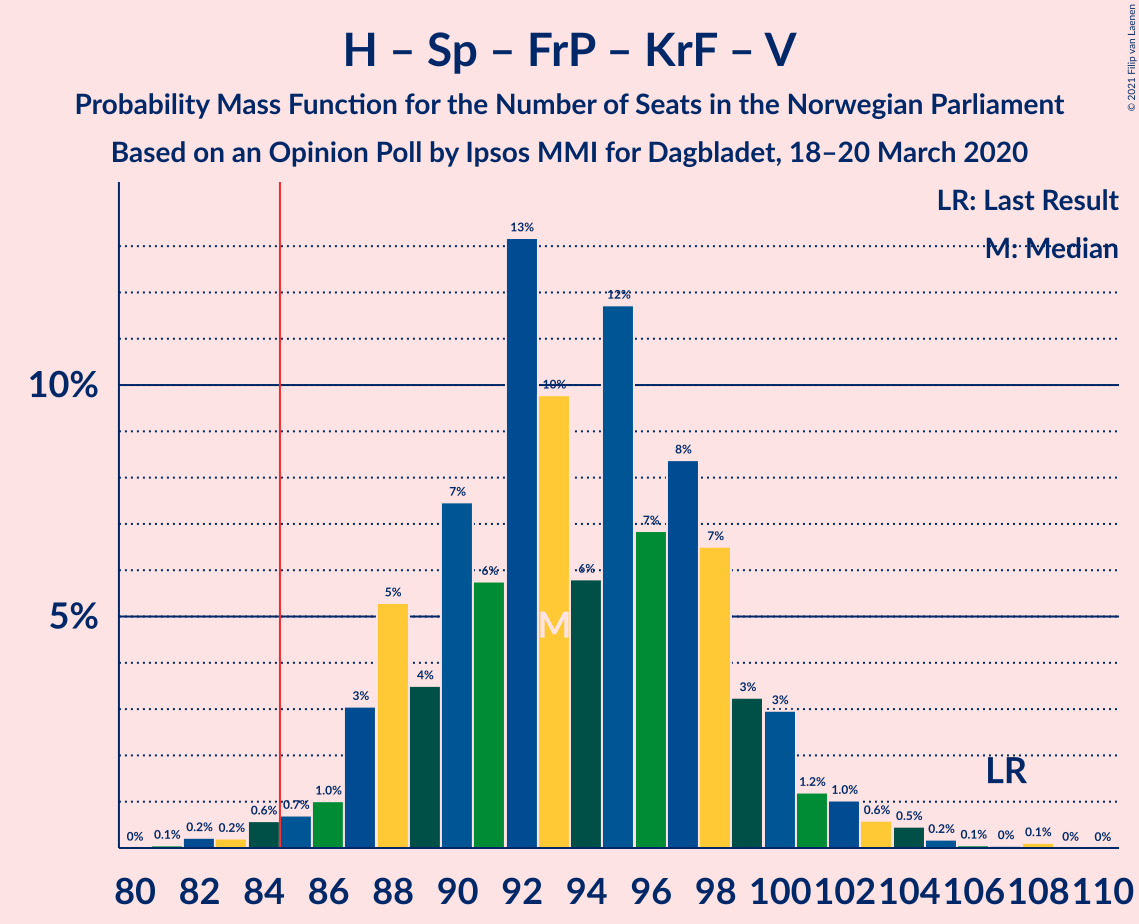 H – Sp – FrP – KrF – V
Probability Mass Function for the Number of Seats in the Norwegian Parliament
Based on an Opinion Poll by Ipsos MMI for Dagbladet, 18–20 March 2020
© 2021 Filip van Laenen
LR: Last Result
M: Median
10%
5%
0% 0.1% 0.2% 0.2% 0.6% 0.7% 1.0% 3% 5% 4% 7% 6% 13% 10% 6% 12% 7% 8% 7% 3% 3% 1.2% 1.0% 0.6% 0.5% 0.2% 0.1% 0% 0.1% 0% 0%
M
LR
80 82 84 86 88 90 92 94 96 98 100 102 104 106 108 110